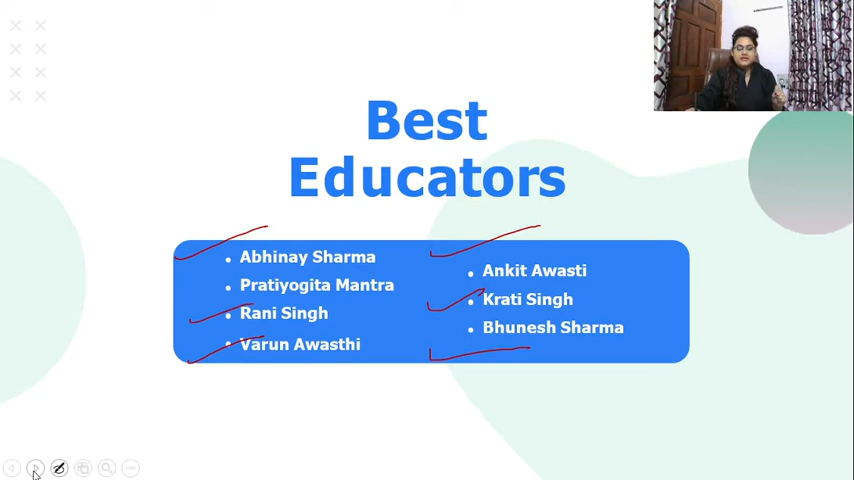 Best
Educators
• Abhinay Sharma
• Pratiyogita Mantra
• Rani Singh
• Varun Awasthi
• Ankit Awasti
• Krati Singh
• Bhunesh Sharma